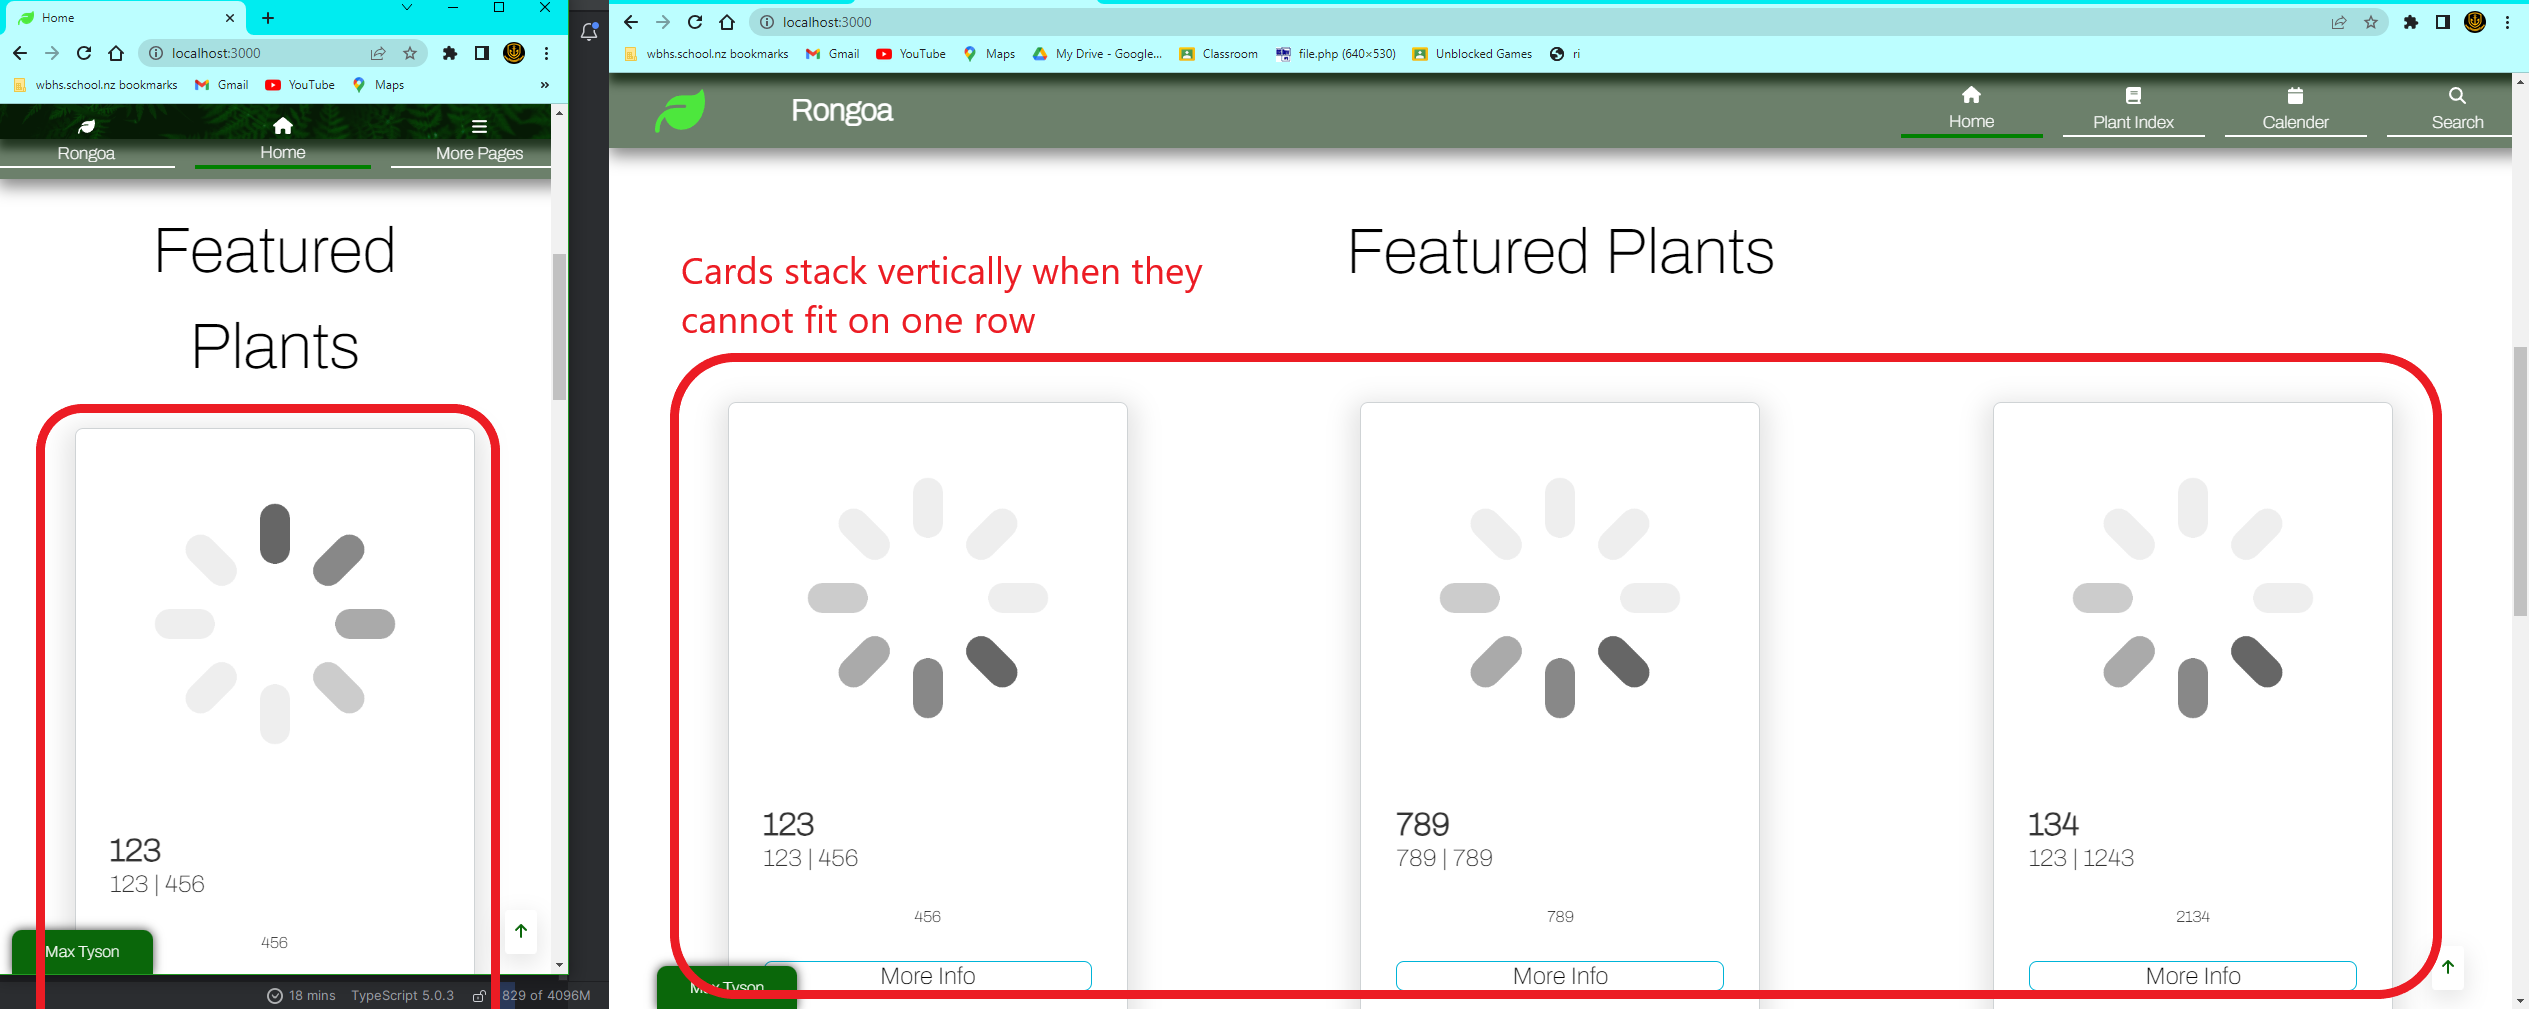 Home
localhost:3000
wbhs.school.nz bookmarks
Gmail
YouTube
Maps
»
Rongoa
Home
More Pages
Featured
Plants
123
123 | 456
456
Max Tyson
18 mins
TypeScript 5.0.3
829 of 4096M
localhost:3000
wbhs.school.nz bookmarks
Gmail
YouTube
Maps
My Drive - Google...
Classroom
file.php (640×530)
Unblocked Games
ri
Rongoa
Home
Plant Index
Calender
Search
Featured Plants
Cards stack vertically when they
cannot fit on one row
123
123 | 456
456
More Info
789
789 | 789
789
More Info
134
123 | 1243
2134
More Info
Max Tyson